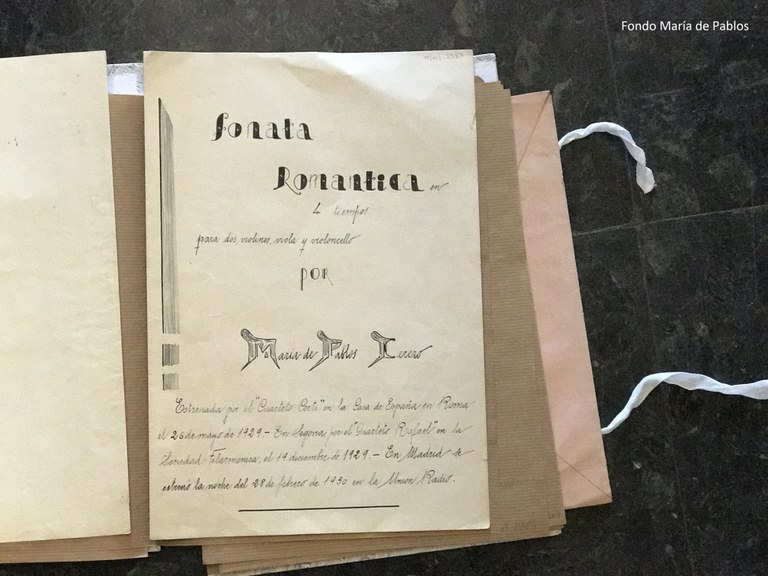 Fondo María de Pablos
Sonata
Romantica en
4 tiempos
para dos violines, viola y violoncello
por
María de Pablos Cerezo
Estrenada por el "Cuarteto Corti" en la Casa de España en Roma
el 26 de mayo de 1929.- En Segovia, por el "Cuarteto Rafael" en la
Sociedad Filarmonica, el 19 diciembre de 1929.- En Madrid se
estrenó la noche del 28 de febrero de 1930 en la Union Radio.